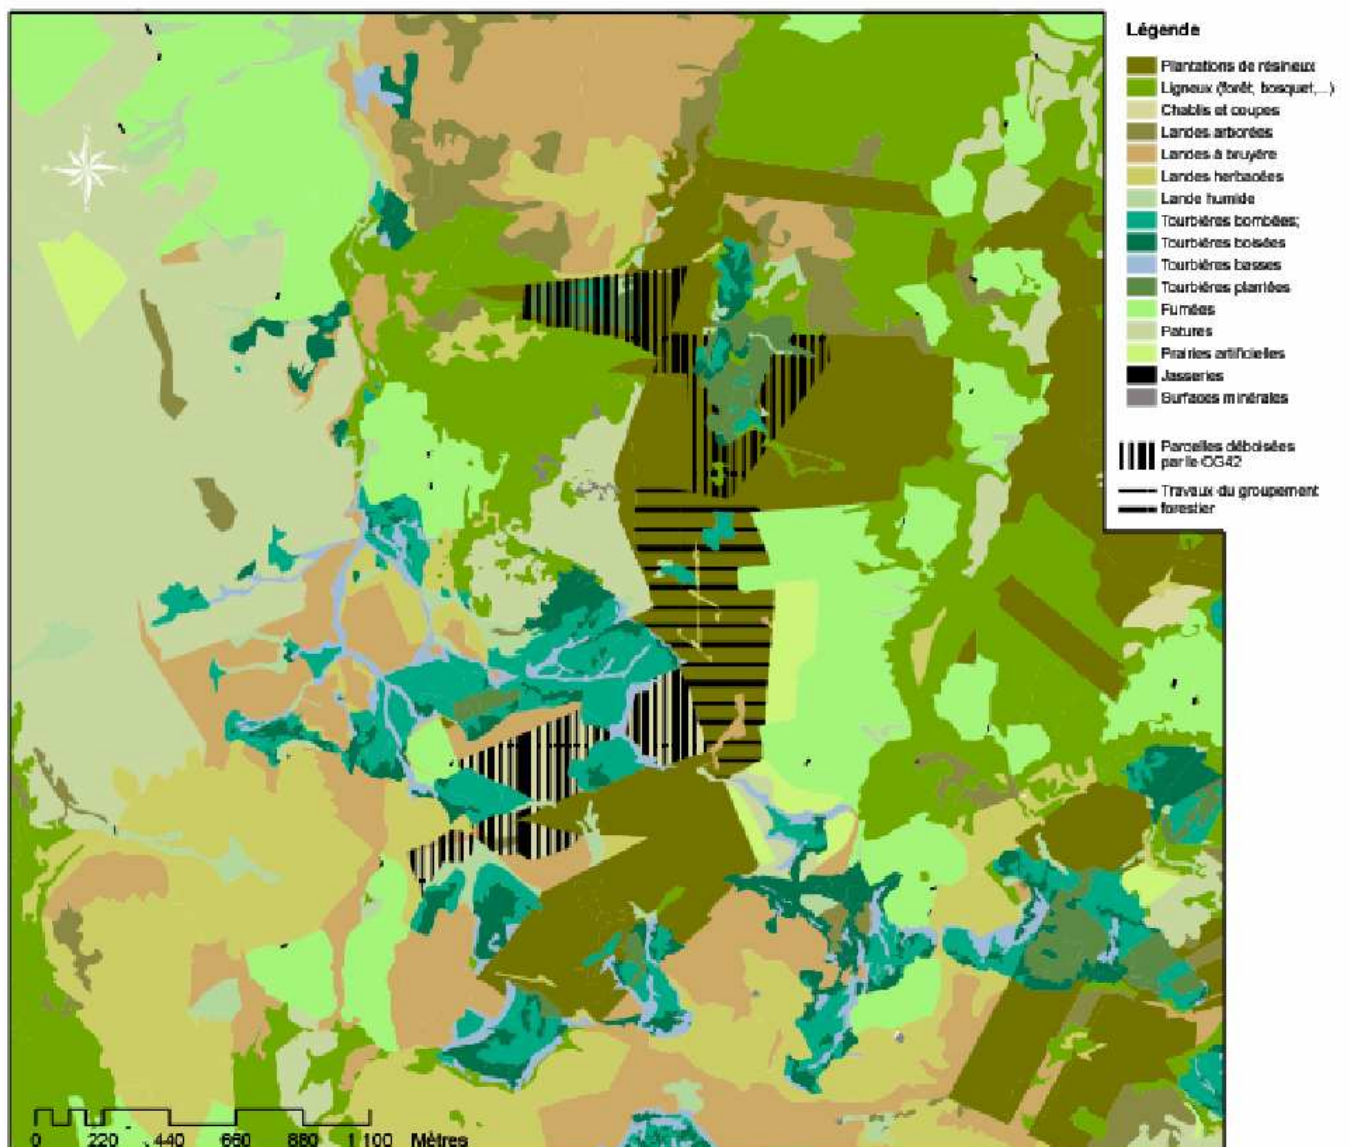 Légende
Plantations de résineux
Ligneux (forêt, bosquet,...)
Chablis et coupes
Landes arborées
Landes à bruyère
Landes herbacées
Lande humide
Tourbières bombées;
Tourbières boisées
Tourbières basses
Tourbières plantées
Fumées
Patures
Prairies artificielles
Jasseries
Surfaces minérales
Parcelles déboisées
par le CG42
Travaux du groupement
forestier
0 220 440 660 880 1 100 Mètres